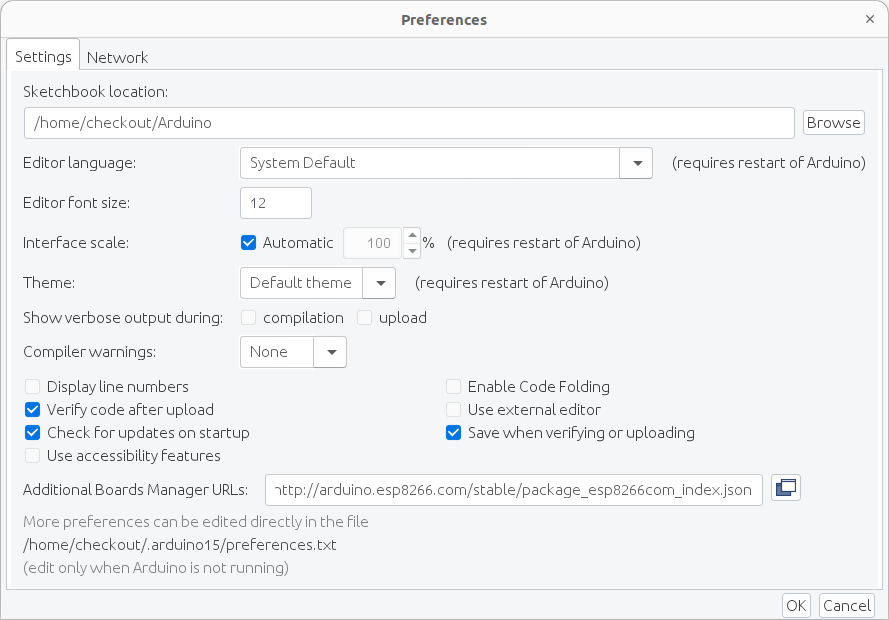 Preferences
Settings Network
Sketchbook location:
/home/checkout/Arduino Browse
Editor language: System Default (requires restart of Arduino)
Editor font size: 12
Interface scale: Automatic 100 % (requires restart of Arduino)
Theme: Default theme (requires restart of Arduino)
Show verbose output during: compilation upload
Compiler warnings: None
Display line numbers Enable Code Folding
Verify code after upload Use external editor
Check for updates on startup Save when verifying or uploading
Use accessibility features
Additional Boards Manager URLs: http://arduino.esp8266.com/stable/package_esp8266com_index.json
More preferences can be edited directly in the file
/home/checkout/.arduino15/preferences.txt
(edit only when Arduino is not running)
OK Cancel